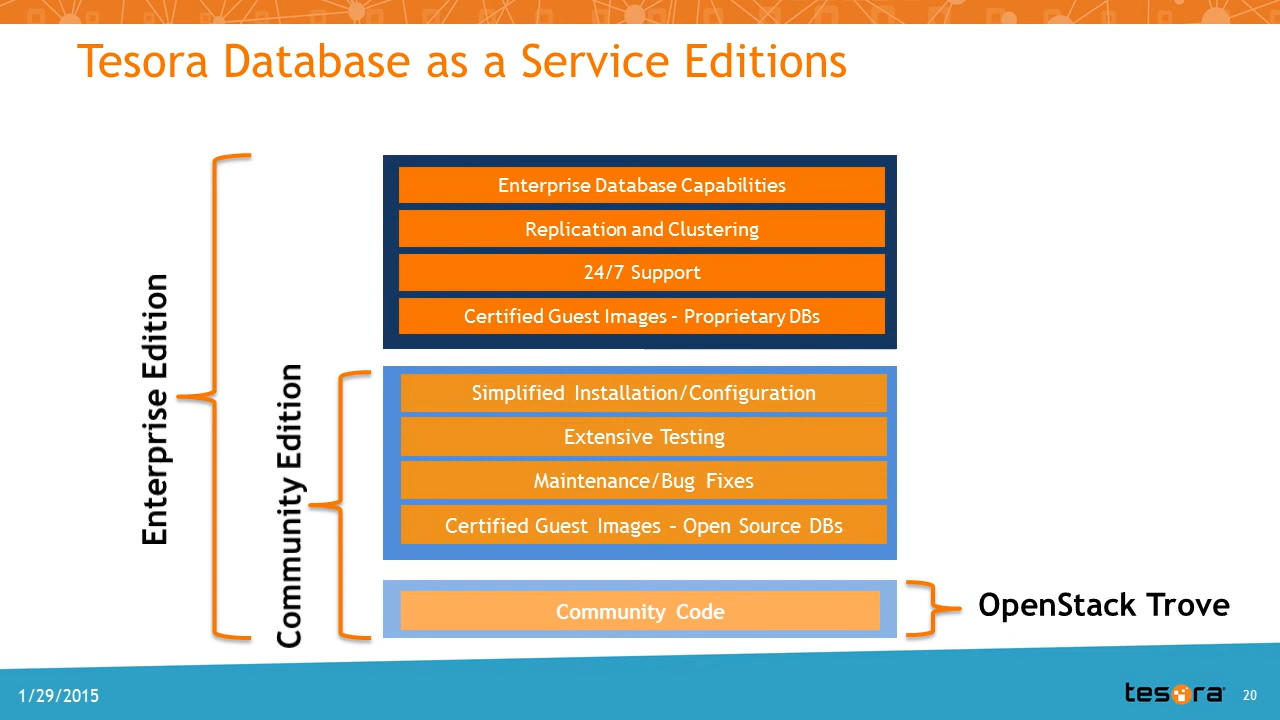 Tesora Database as a Service Editions
Enterprise Edition
Community Edition
Enterprise Database Capabilities
Replication and Clustering
24/7 Support
Certified Guest Images - Proprietary DBs
Simplified Installation/Configuration
Extensive Testing
Maintenance/Bug Fixes
Certified Guest Images – Open Source DBs
Community Code
OpenStack Trove
1/29/2015
tesora
20